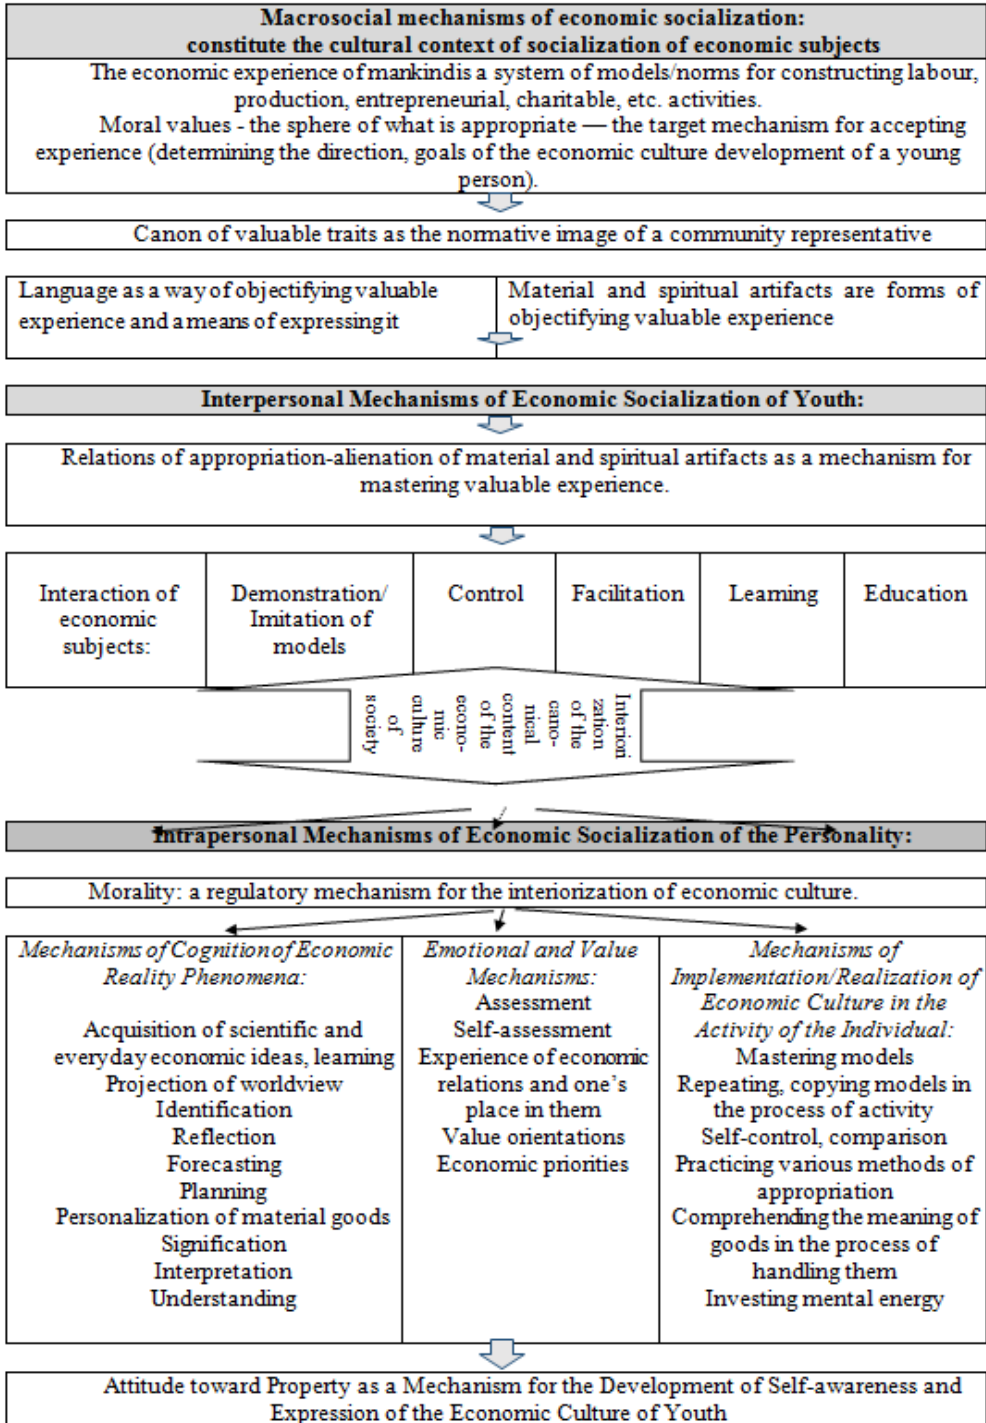 Macrosocial mechanisms of economic socialization:
constitute the cultural context of socialization of economic subjects
The economic experience of mankindis a system of models/norms for constructing labour,
production, entrepreneurial, charitable, etc. activities.
Moral values - the sphere of what is appropriate — the target mechanism for accepting
experience (determining the direction, goals of the economic culture development of a young
person).
Canon of valuable traits as the normative image of a community representative
Language as a way of objectifying valuable
experience and a means of expressing it
Material and spiritual artifacts are forms of
objectifying valuable experience
Interpersonal Mechanisms of Economic Socialization of Youth:
Relations of appropriation-alienation of material and spiritual artifacts as a mechanism for
mastering valuable experience.
Interaction of
economic
subjects:
Demonstration/
Imitation of
models
Control
Facilitation
Learning
Education
Interiori
zation
of the
cano-
nical
content
of the
econo-
mic
culture
of
society
Intrapersonal Mechanisms of Economic Socialization of the Personality:
Morality: a regulatory mechanism for the interiorization of economic culture.
Mechanisms of Cognition of Economic
Reality Phenomena:
Acquisition of scientific and
everyday economic ideas, learning
Projection of worldview
Identification
Reflection
Forecasting
Planning
Personalization of material goods
Signification
Interpretation
Understanding
Emotional and Value
Mechanisms:
Assessment
Self-assessment
Experience of economic
relations and one's
place in them
Value orientations
Economic priorities
Mechanisms of
Implementation/Realization of
Economic Culture in the
Activity of the Individual:
Mastering models
Repeating, copying models in
the process of activity
Self-control, comparison
Practicing various methods of
appropriation
Comprehending the meaning of
goods in the process of
handling them
Investing mental energy
Attitude toward Property as a Mechanism for the Development of Self-awareness and
Expression of the Economic Culture of Youth